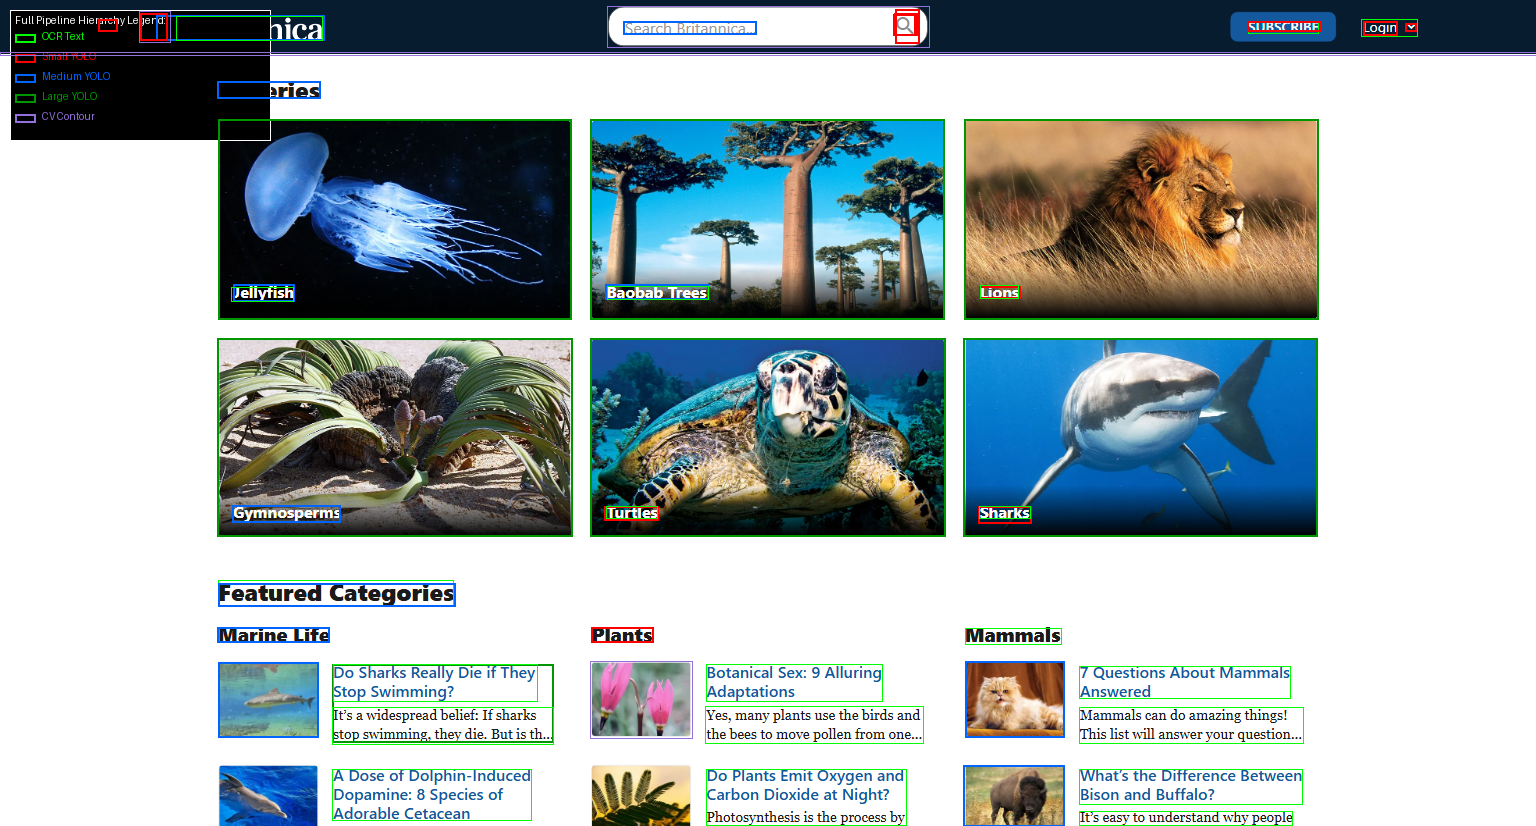 Full Pipeline Hierarchy Legend:
OCR Text
Small YOLO
Medium YOLO
Large YOLO
CV Contour
Search Britannica...
SUBSCRIBE
Login
Jellyfish
Baobab Trees
Lions
Gymnosperms
Turtles
Sharks
Featured Categories
Marine Life
Do Sharks Really Die if They
Stop Swimming?
It's a widespread belief: If sharks
stop swimming, they die. But is th...
A Dose of Dolphin-Induced
Dopamine: 8 Species of
Adorable Cetacean
Plants
Botanical Sex: 9 Alluring
Adaptations
Yes, many plants use the birds and
the bees to move pollen from one...
Do Plants Emit Oxygen and
Carbon Dioxide at Night?
Photosynthesis is the process by
Mammals
7 Questions About Mammals
Answered
Mammals can do amazing things!
This list will answer your question...
What's the Difference Between
Bison and Buffalo?
It's easy to understand why people